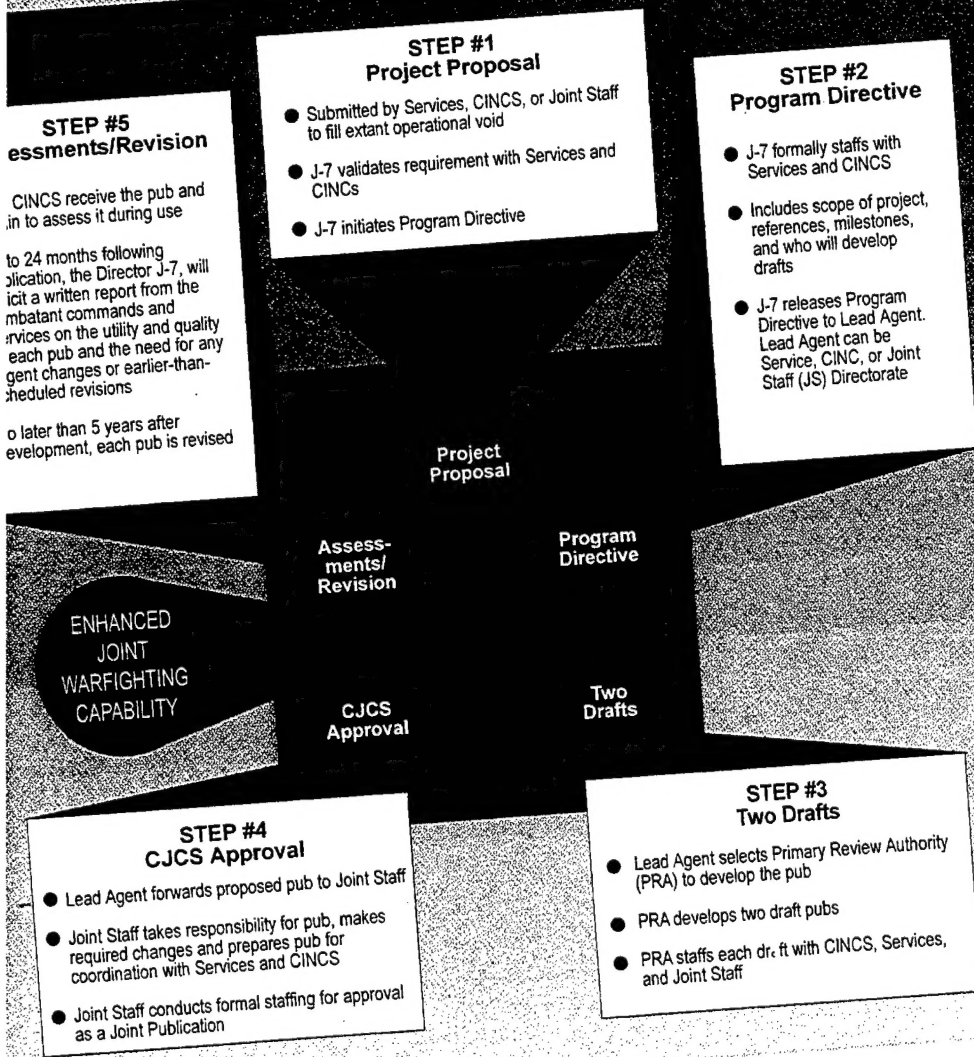 STEP #1
Project Proposal
● Submitted by Services, CINCS, or Joint Staff
to fill extant operational void
● J-7 validates requirement with Services and
CINCs
● J-7 initiates Program Directive
STEP #2
Program Directive
● J-7 formally staffs with
Services and CINCS
● Includes scope of project,
references, milestones,
and who will develop
drafts
● J-7 releases Program
Directive to Lead Agent.
Lead Agent can be
Service, CINC, or Joint
Staff (JS) Directorate
STEP #5
essments/Revision
CINCS receive the pub and
in to assess it during use
to 24 months following
blication, the Director J-7, will
icit a written report from the
mbatant commands and
rvices on the utility and quality
each pub and the need for any
gent changes or earlier-than-
cheduled revisions
o later than 5 years after
evelopment, each pub is revised
Project
Proposal
Assess-
ments/
Revision
Program
Directive
ENHANCED
JOINT
WARFIGHTING
CAPABILITY
CJCS
Approval
Two
Drafts
STEP #4
CJCS Approval
● Lead Agent forwards proposed pub to Joint Staff
● Joint Staff takes responsibility for pub, makes
required changes and prepares pub for
coordination with Services and CINCS
● Joint Staff conducts formal staffing for approval
as a Joint Publication
STEP #3
Two Drafts
● Lead Agent selects Primary Review Authority
(PRA) to develop the pub
● PRA develops two draft pubs
● PRA staffs each draft with CINCS, Services,
and Joint Staff